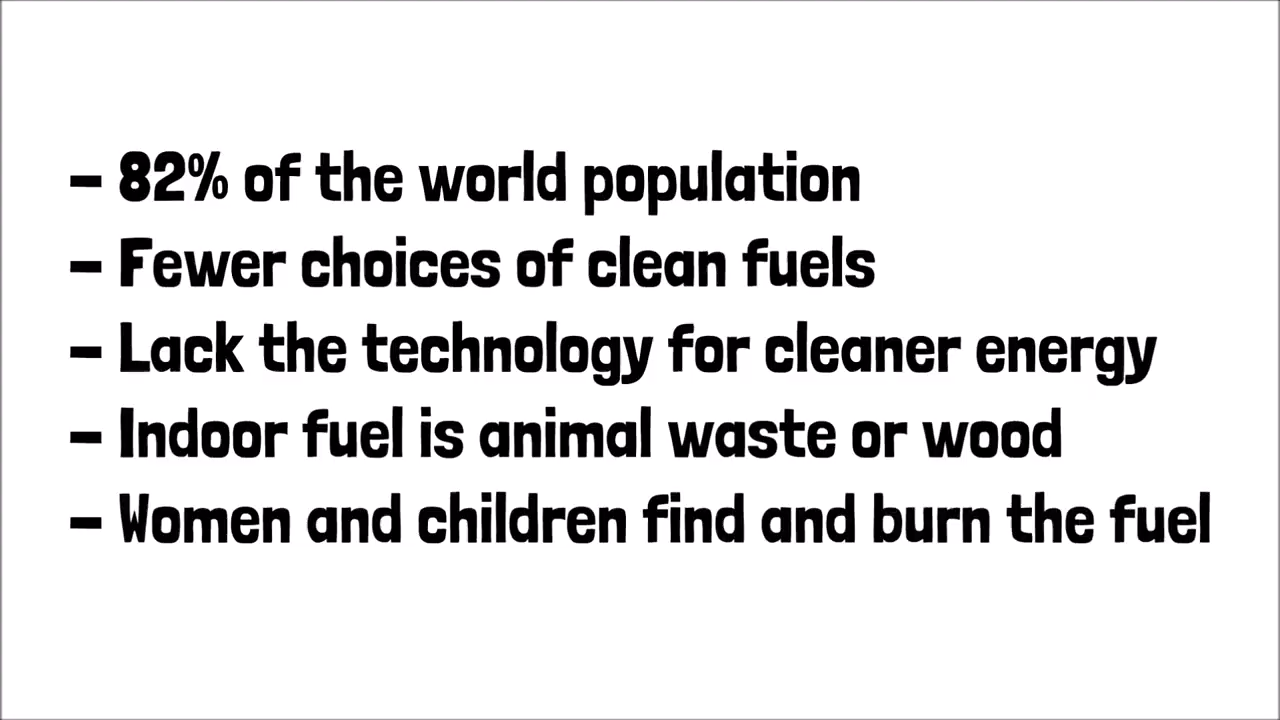 - 82% of the world population
- Fewer choices of clean fuels
- Lack the technology for cleaner energy
- Indoor fuel is animal waste or wood
- Women and children find and burn the fuel